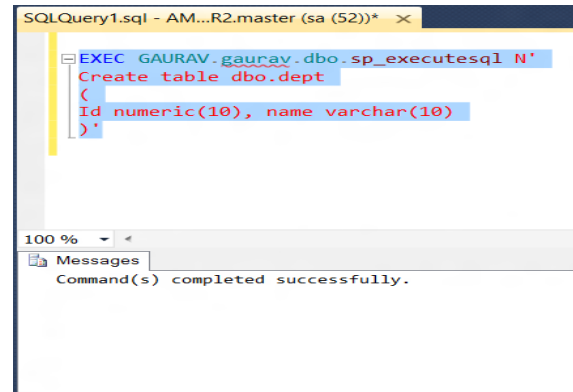 SQLQuery1.sql - AM...R2.master (sa (52))* ×
EXEC GAURAV.gaurav.dbo.sp_executesql N'
Create table dbo.dept
(
Id numeric(10), name varchar(10)
)'
100 %
Messages
Command(s) completed successfully.